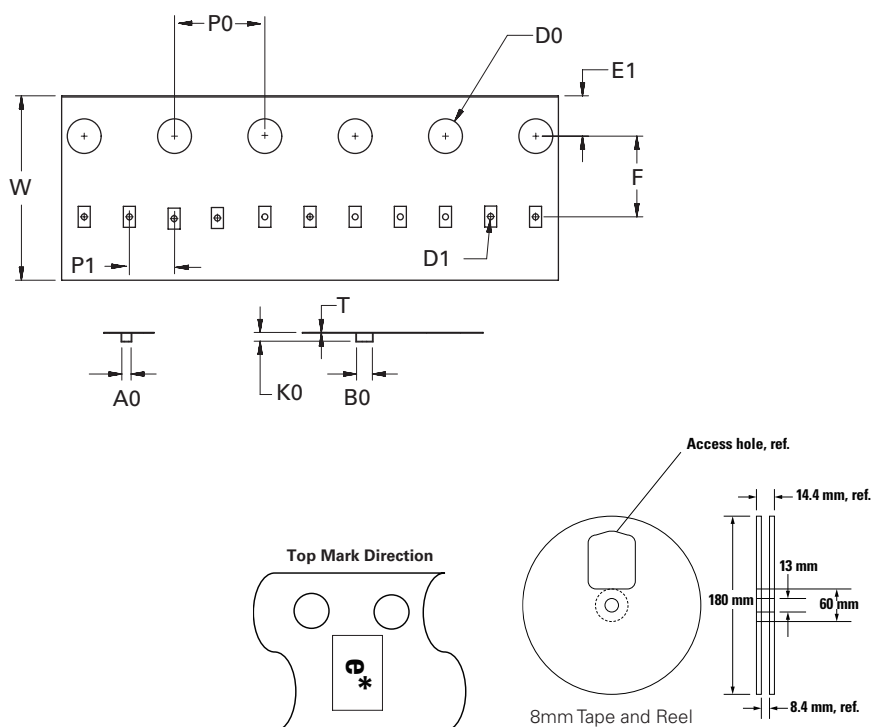 P0
D0
E1
W
F
P1
D1
T
A0
K0
B0
Access hole, ref.
14.4 mm, ref.
Top Mark Direction
13 mm
180 mm
60 mm
e*
8.4 mm, ref.
8mm Tape and Reel